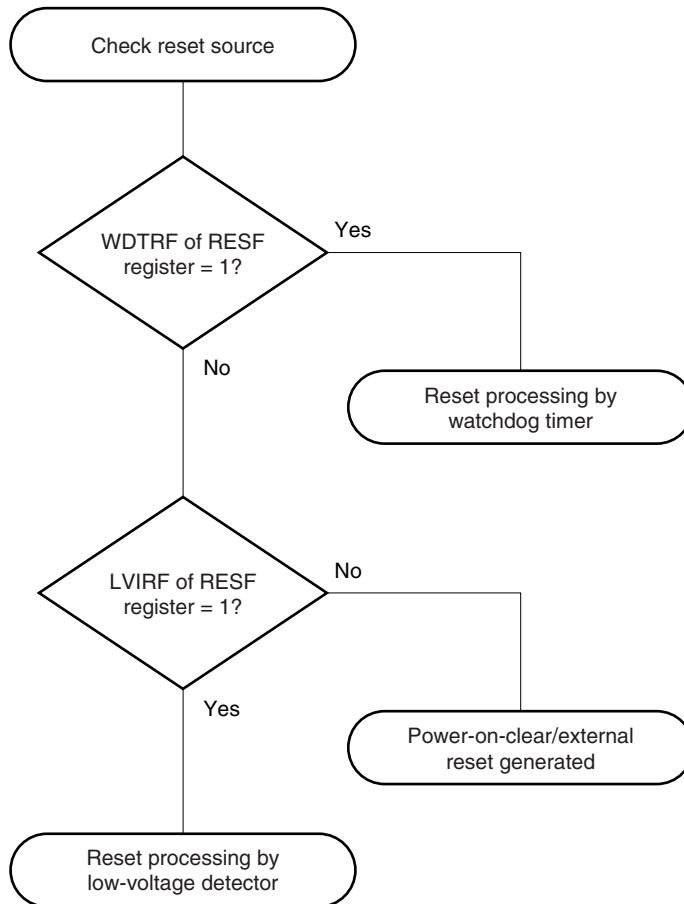 Check reset source
WDTRF of RESF
register = 1?
Yes
No
Reset processing by
watchdog timer
LVIRF of RESF
register = 1?
No
Yes
Power-on-clear/external
reset generated
Reset processing by
low-voltage detector